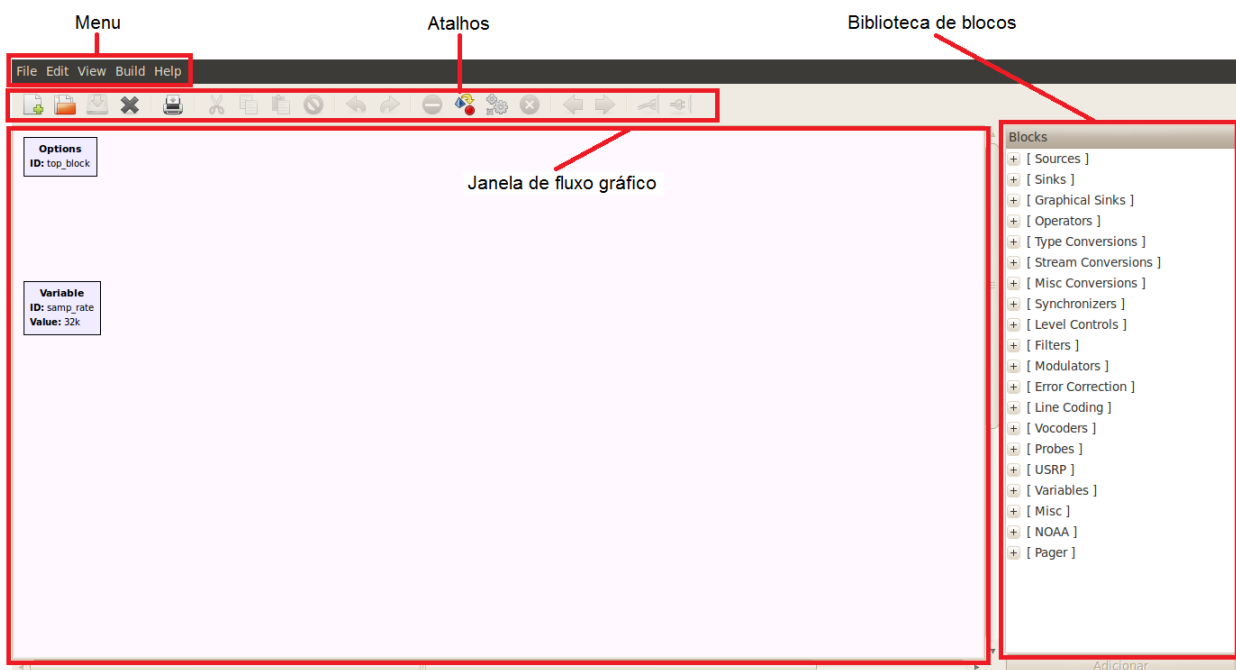 Menu
Atalhos
Biblioteca de blocos
File Edit View Build Help
Options
ID: top_block
Janela de fluxo gráfico
Variable
ID: samp_rate
Value: 32k
Blocks
[ Sources ]
[ Sinks ]
[ Graphical Sinks ]
[ Operators ]
[ Type Conversions ]
[ Stream Conversions ]
[ Misc Conversions ]
[ Synchronizers ]
[ Level Controls ]
[ Filters ]
[ Modulators ]
[ Error Correction ]
[ Line Coding ]
[ Vocoders ]
[ Probes ]
[ USRP ]
[ Variables ]
[ Misc ]
[ NOAA ]
[ Pager ]
Adicionar